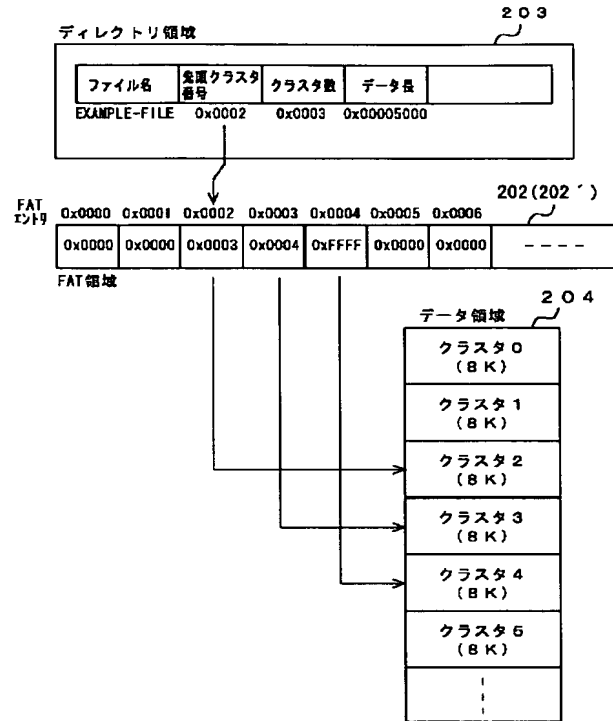 203
ディレクトリ領域
ファイル名 先頭クラスタ番号 クラスタ数 データ長
EXAMPLE-FILE 0x0002 0x0003 0x00005000
202(202´)
FATエントリ 0x0000 0x0001 0x0002 0x0003 0x0004 0x0005 0x0006
0x0000 0x0000 0x0003 0x0004 0xFFFF 0x0000 0x0000 ----
FAT領域
204
データ領域
クラスタ0
(8K)
クラスタ1
(8K)
クラスタ2
(8K)
クラスタ3
(8K)
クラスタ4
(8K)
クラスタ5
(8K)